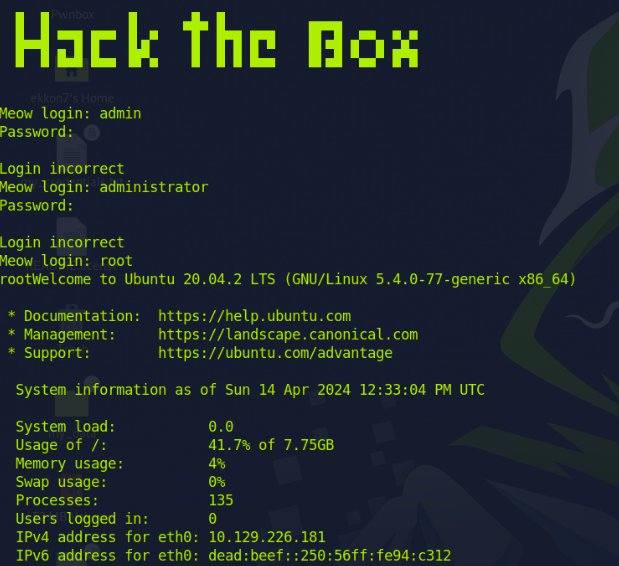 Pwnbox
Hack the Box
ekkon7's Home
Meow login: admin
Password:
Login incorrect
Meow login: administrator
Password:
Login incorrect
Meow login: root
rootWelcome to Ubuntu 20.04.2 LTS (GNU/Linux 5.4.0-77-generic x86_64)
* Documentation: https://help.ubuntu.com
* Management: https://landscape.canonical.com
* Support: https://ubuntu.com/advantage
System information as of Sun 14 Apr 2024 12:33:04 PM UTC
System load: 0.0
Usage of /: 41.7% of 7.75GB
Memory usage: 4%
Swap usage: 0%
Processes: 135
Users logged in: 0
IPv4 address for eth0: 10.129.226.181
IPv6 address for eth0: dead:beef::250:56ff:fe94:c312